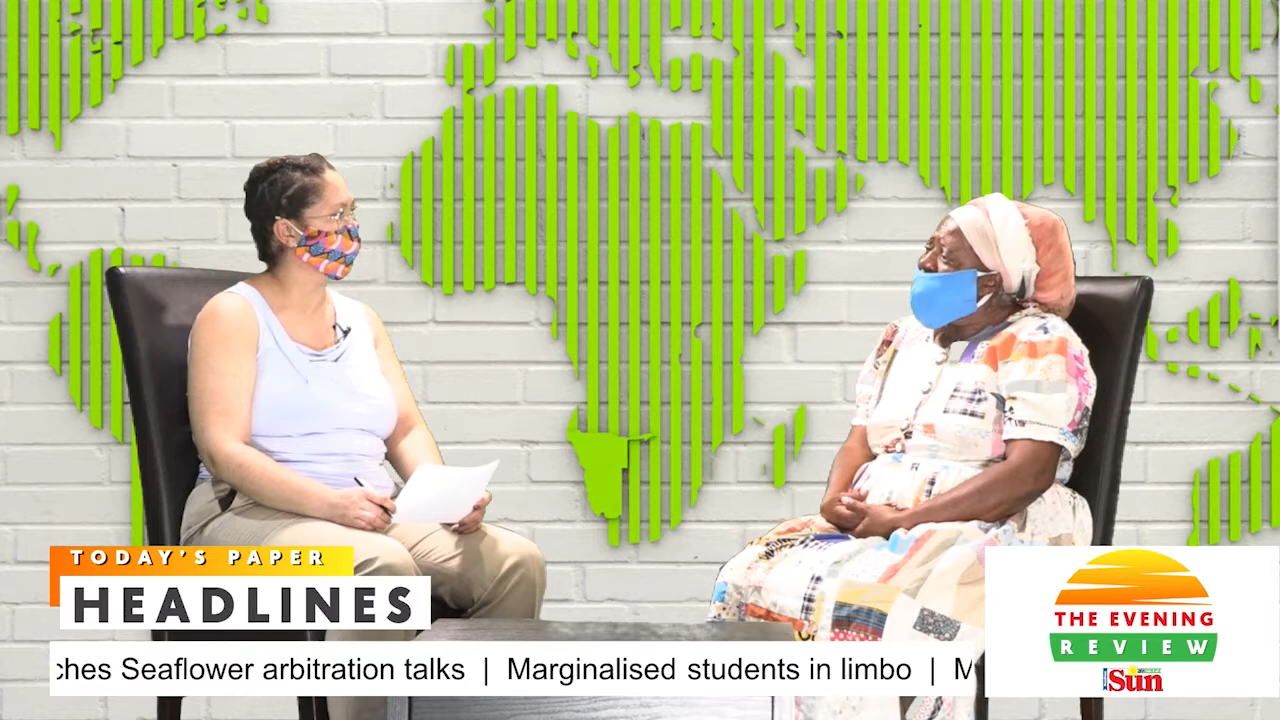 TODAY'S PAPER
HEADLINES
ches Seaflower arbitration talks | Marginalised students in limbo | M
THE EVENING
REVIEW
Sun